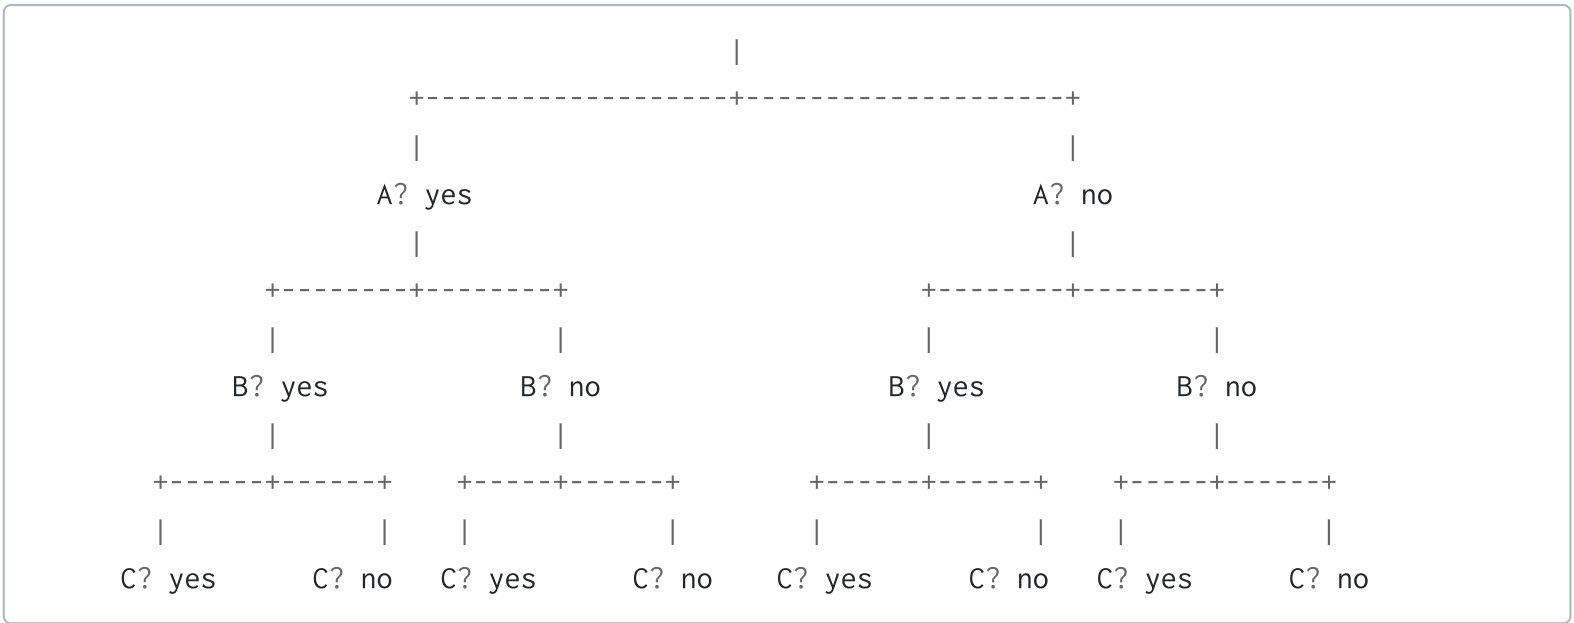 |
+-------------------+--------------------+
| |
A? yes A? no
| |
+---------+---------+ +---------+---------+
| | | |
B? yes B? no B? yes B? no
| | | |
+-------+-------+ +------+-------+ +-------+-------+ +------+-------+
| | | | | | | |
C? yes C? no C? yes C? no C? yes C? no C? yes C? no